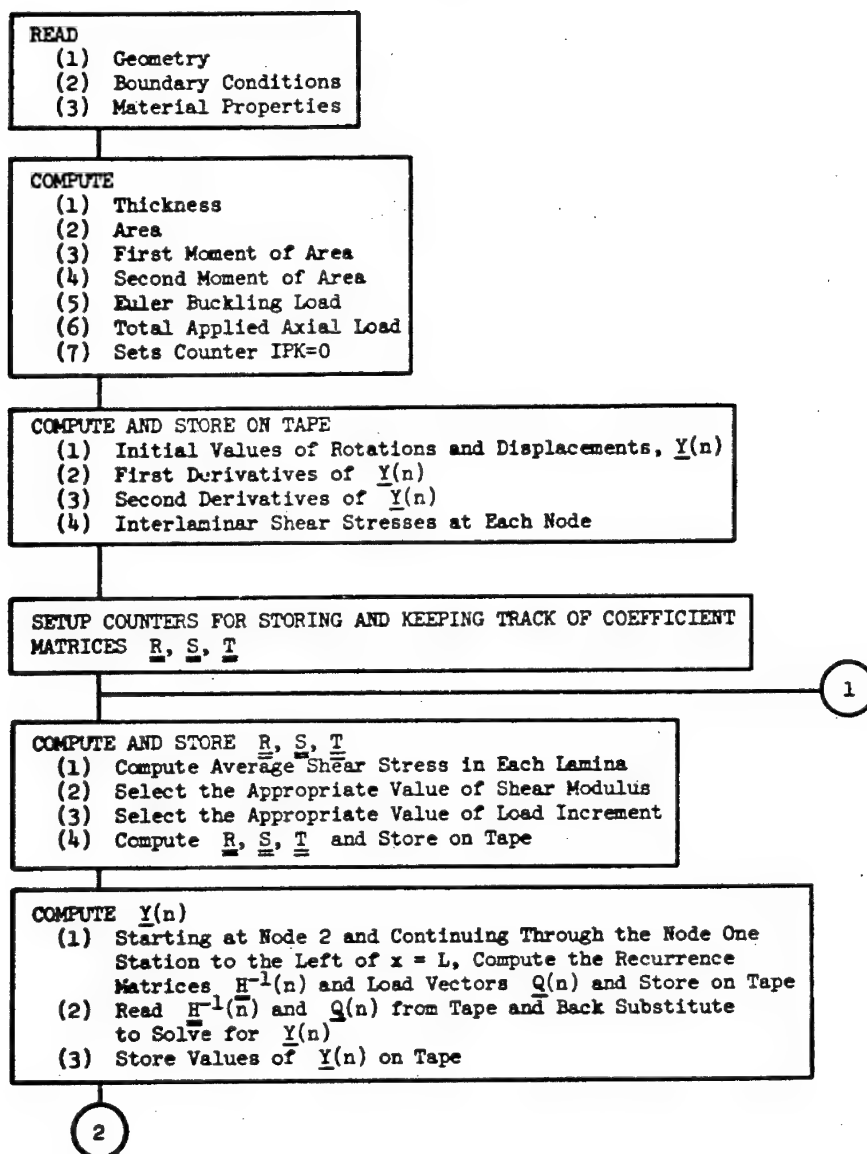 READ
(1) Geometry
(2) Boundary Conditions
(3) Material Properties
COMPUTE
(1) Thickness
(2) Area
(3) First Moment of Area
(4) Second Moment of Area
(5) Euler Buckling Load
(6) Total Applied Axial Load
(7) Sets Counter IPK=0
COMPUTE AND STORE ON TAPE
(1) Initial Values of Rotations and Displacements, Y(n)
(2) First Derivatives of Y(n)
(3) Second Derivatives of Y(n)
(4) Interlaminar Shear Stresses at Each Node
SETUP COUNTERS FOR STORING AND KEEPING TRACK OF COEFFICIENT
MATRICES R, S, T
1
COMPUTE AND STORE R, S, T
(1) Compute Average Shear Stress in Each Lamina
(2) Select the Appropriate Value of Shear Modulus
(3) Select the Appropriate Value of Load Increment
(4) Compute R, S, T and Store on Tape
COMPUTE Y(n)
(1) Starting at Node 2 and Continuing Through the Node One
Station to the Left of x = L, Compute the Recurrence
Matrices H⁻¹(n) and Load Vectors Q(n) and Store on Tape
(2) Read H⁻¹(n) and Q(n) from Tape and Back Substitute
to Solve for Y(n)
(3) Store Values of Y(n) on Tape
2